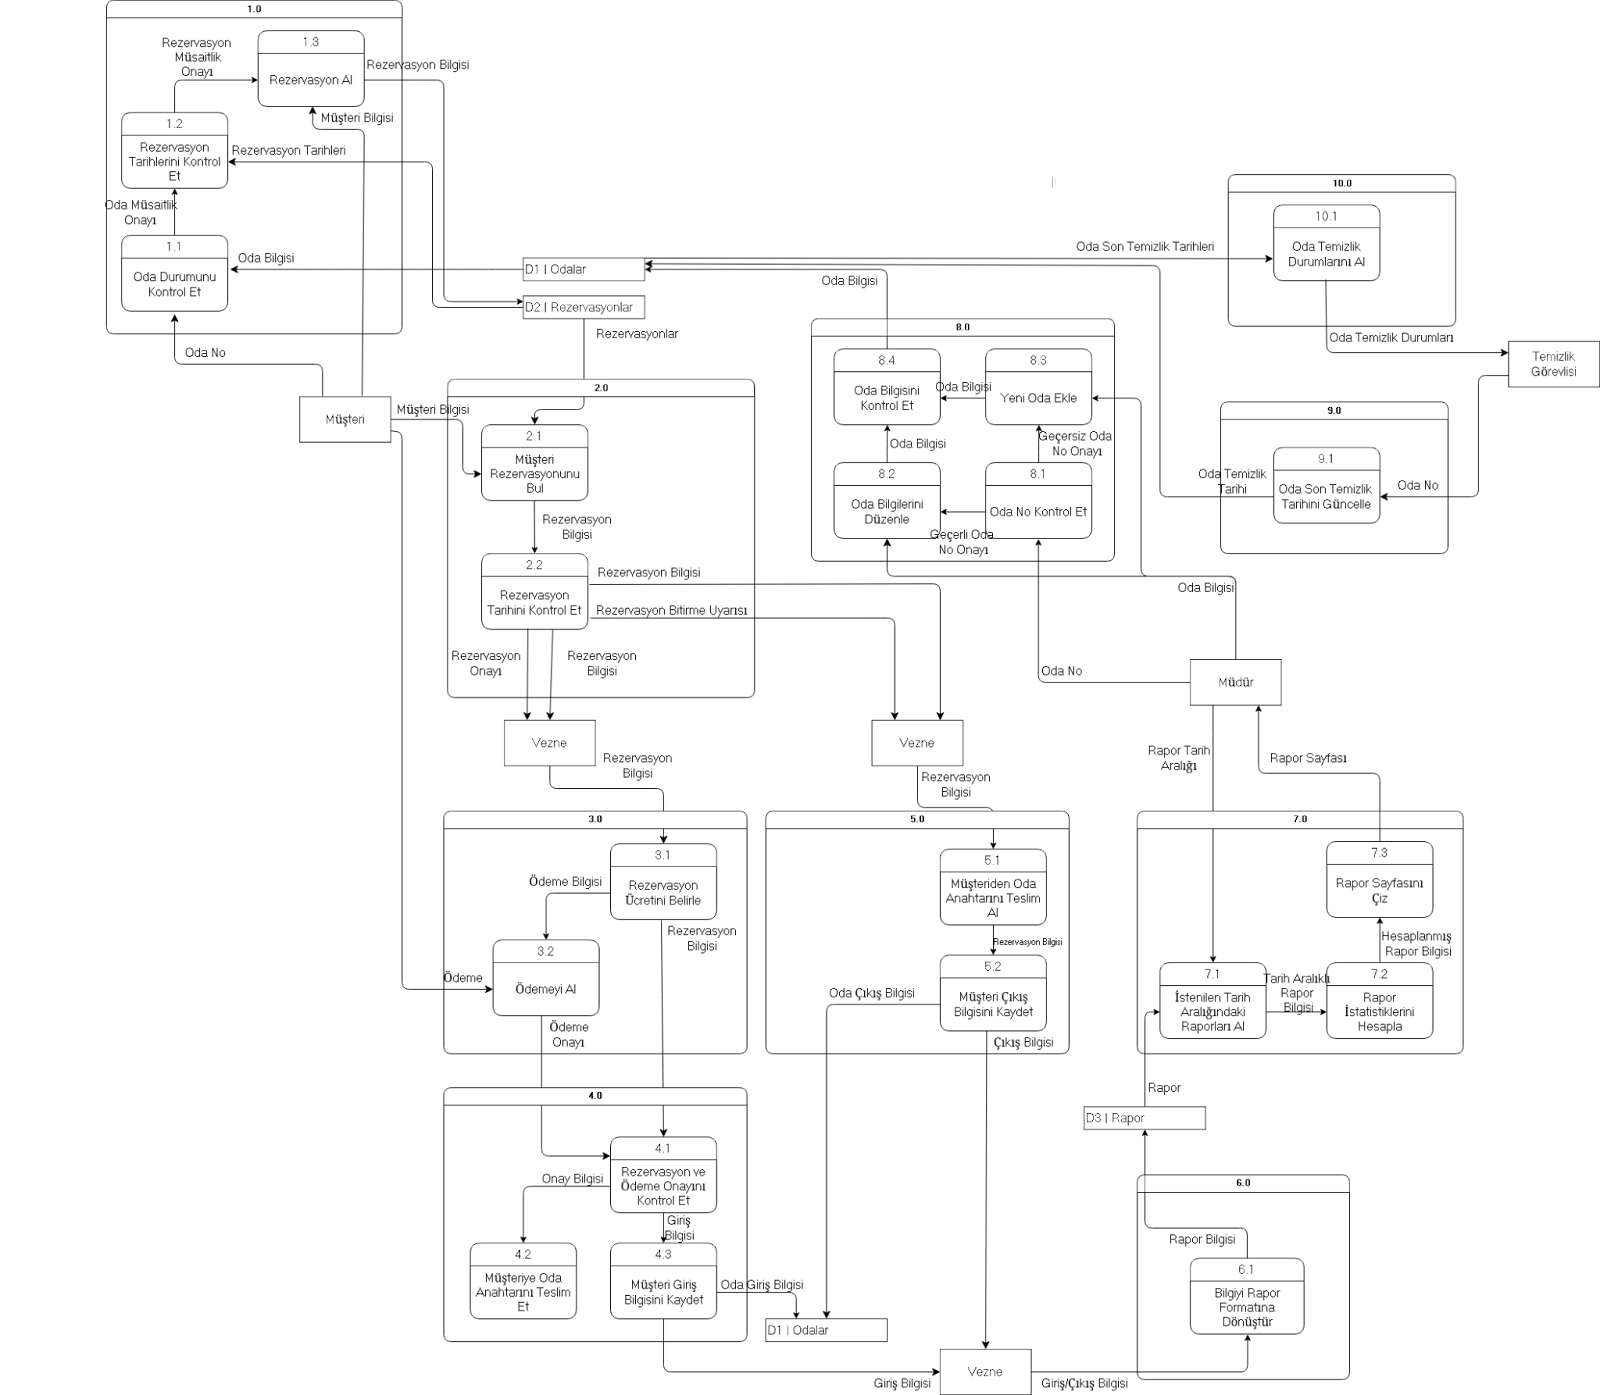 1.0
Rezervasyon
Müsaitlik
Onayı
1.3
Rezervasyon Al
Rezervasyon Bilgisi
Müşteri Bilgisi
1.2
Rezervasyon
Tarihlerini Kontrol
Et
Rezervasyon Tarihleri
Oda Müsaitlik
Onayı
1.1
Oda Durumunu
Kontrol Et
Oda Bilgisi
Oda No
D1 | Odalar
D2 | Rezervasyonlar
Rezervasyonlar
Müşteri
Müşteri Bilgisi
10.0
10.1
Oda Temizlik
Durumlarını Al
Oda Son Temizlik Tarihleri
Oda Temizlik Durumları
Temizlik
Görevlisi
9.0
9.1
Oda Son Temizlik
Tarihini Güncelle
Oda Temizlik
Tarihi
Oda No
Oda Bilgisi
8.0
8.4
Oda Bilgisini
Kontrol Et
Oda Bilgisi
8.3
Yeni Oda Ekle
Oda Bilgisi
Geçersiz Oda
No Onayı
8.2
Oda Bilgilerini
Düzenle
8.1
Oda No Kontrol Et
Geçerli Oda
No Onayı
Oda Bilgisi
Oda No
Müdür
2.0
2.1
Müşteri
Rezervasyonunu
Bul
Rezervasyon
Bilgisi
2.2
Rezervasyon
Tarihini Kontrol Et
Rezervasyon Bilgisi
Rezervasyon Bitirme Uyarısı
Rezervasyon
Onayı
Rezervasyon
Bilgisi
Vezne
Rezervasyon
Bilgisi
Vezne
Rezervasyon
Bilgisi
Rapor Tarih
Aralığı
Rapor Sayfası
3.0
3.1
Rezervasyon
Ücretini Belirle
Ödeme Bilgisi
Rezervasyon
Bilgisi
3.2
Ödemeyi Al
Ödeme
Ödeme
Onayı
5.0
5.1
Müşteriden Oda
Anahtarını Teslim
Al
Rezervasyon Bilgisi
5.2
Müşteri Çıkış
Bilgisini Kaydet
Oda Çıkış Bilgisi
Çıkış Bilgisi
7.0
7.3
Rapor Sayfasını
Çiz
Hesaplanmış
Rapor Bilgisi
7.1
İstenilen Tarih
Aralığındaki
Raporları Al
Tarih Aralıklı
Rapor
Bilgisi
7.2
Rapor
İstatistiklerini
Hesapla
Rapor
D3 | Rapor
4.0
4.1
Rezervasyon ve
Ödeme Onayını
Kontrol Et
Onay Bilgisi
Giriş
Bilgisi
4.2
Müşteriye Oda
Anahtarını Teslim
Et
4.3
Müşteri Giriş
Bilgisini Kaydet
Oda Giriş Bilgisi
D1 | Odalar
Giriş Bilgisi
Vezne
Giriş/Çıkış Bilgisi
6.0
Rapor Bilgisi
6.1
Bilgiyi Rapor
Formatına
Dönüştür